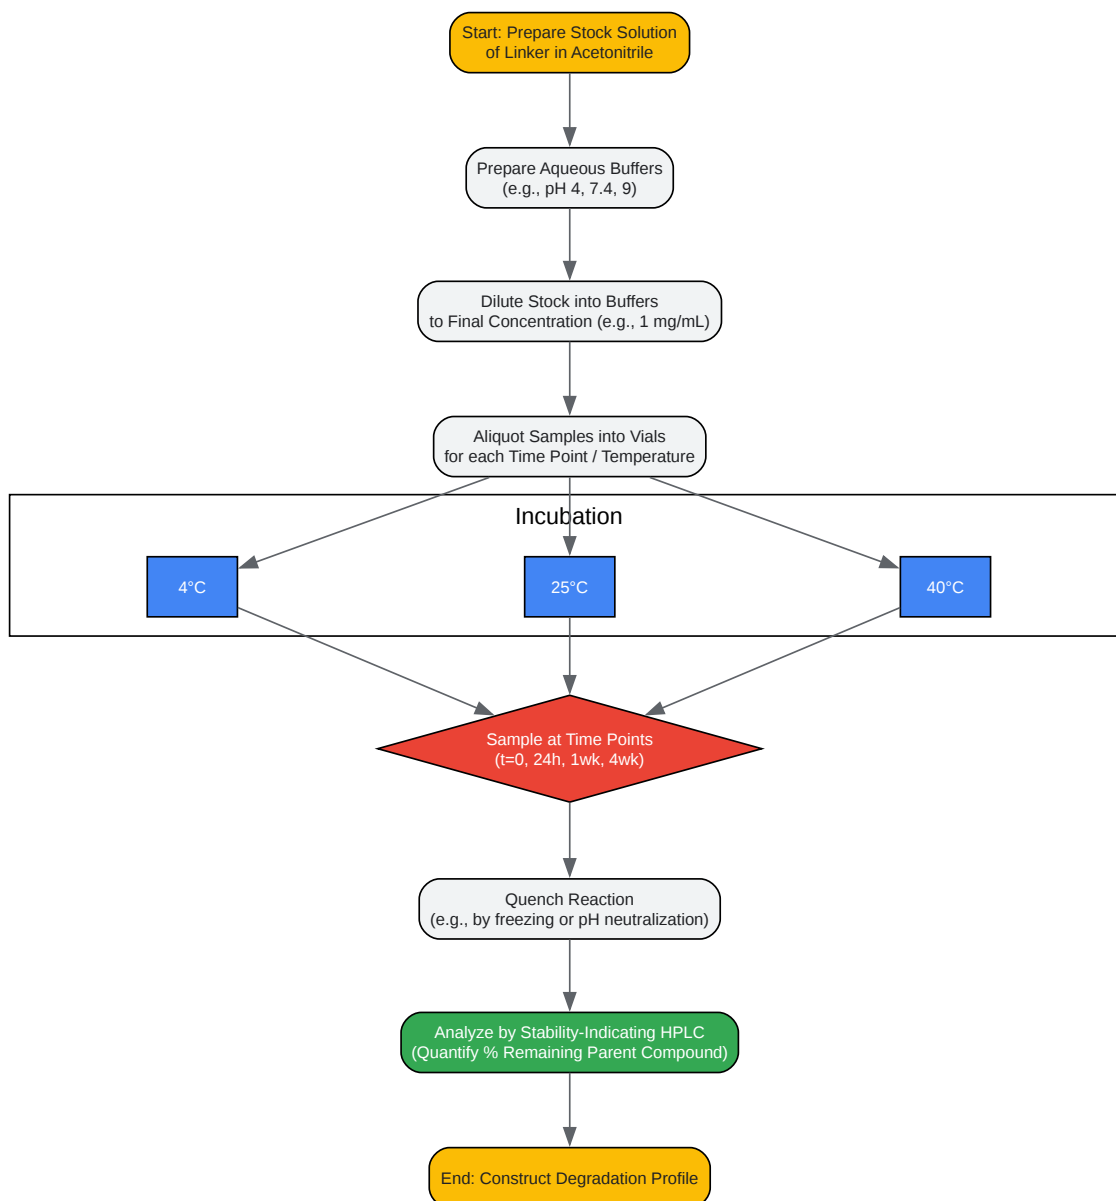 Start: Prepare Stock Solution
of Linker in Acetonitrile
Prepare Aqueous Buffers
(e.g., pH 4, 7.4, 9)
Dilute Stock into Buffers
to Final Concentration (e.g., 1 mg/mL)
Aliquot Samples into Vials
for each Time Point / Temperature
Incubation
4°C
25°C
40°C
Sample at Time Points
(t=0, 24h, 1wk, 4wk)
Quench Reaction
(e.g., by freezing or pH neutralization)
Analyze by Stability-Indicating HPLC
(Quantify % Remaining Parent Compound)
End: Construct Degradation Profile